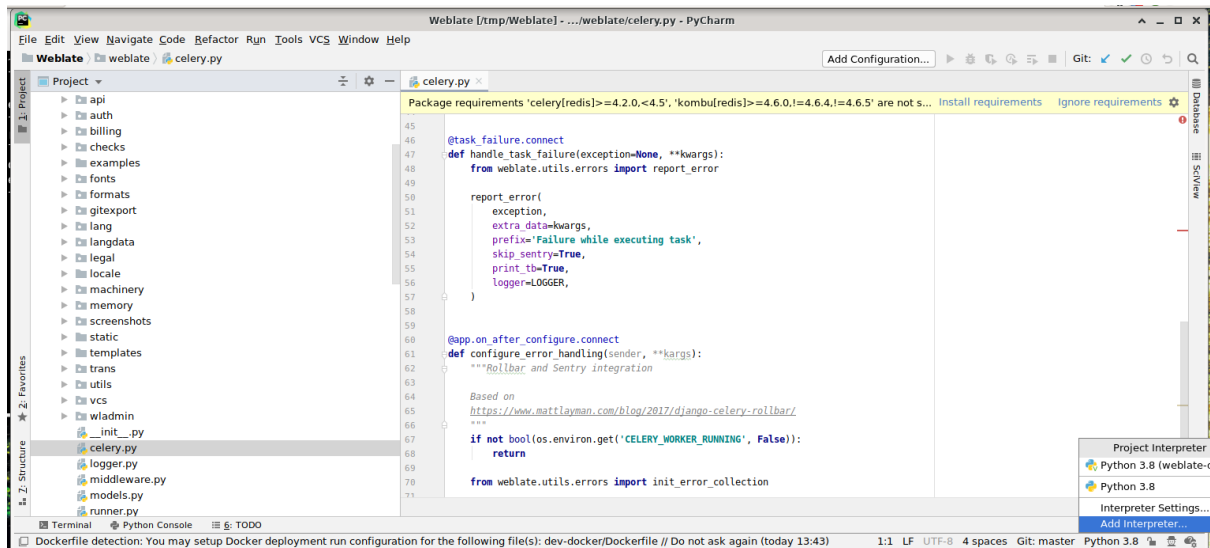 Weblate [/tmp/Weblate] - .../weblate/celery.py - PyCharm
File Edit View Navigate Code Refactor Run Tools VCS Window Help
Weblate weblate celery.py
Add Configuration... Git:
1: Project
Project
celery.py
Package requirements 'celery[redis]>=4.2.0,<4.5', 'kombu[redis]>=4.6.0,!=4.6.4,!=4.6.5' are not s... Install requirements Ignore requirements
api
auth
billing
checks
examples
fonts
formats
gitexport
lang
langdata
legal
locale
machinery
memory
screenshots
static
templates
trans
utils
vcs
wladmin
__init__.py
celery.py
logger.py
middleware.py
models.py
runner.py
45
46 @task_failure.connect
47 def handle_task_failure(exception=None, **kwargs):
48 from weblate.utils.errors import report_error
49
50 report_error(
51 exception,
52 extra_data=kwargs,
53 prefix='Failure while executing task',
54 skip_sentry=True,
55 print_tb=True,
56 logger=LOGGER,
57 )
58
59
60 @app.on_after_configure.connect
61 def configure_error_handling(sender, **kargs):
62 """Rollbar and Sentry integration
63
64 Based on
65 https://www.mattlayman.com/blog/2017/django-celery-rollbar/
66 """
67 if not bool(os.environ.get('CELERY_WORKER_RUNNING', False)):
68 return
69
70 from weblate.utils.errors import init_error_collection
71
Database
SciView
2: Favorites
7: Structure
Project Interpreter
Python 3.8 (weblate-
Python 3.8
Interpreter Settings...
Add Interpreter...
Terminal Python Console 6: TODO
Dockerfile detection: You may setup Docker deployment run configuration for the following file(s): dev-docker/Dockerfile // Do not ask again (today 13:43) 1:1 LF UTF-8 4 spaces Git: master Python 3.8